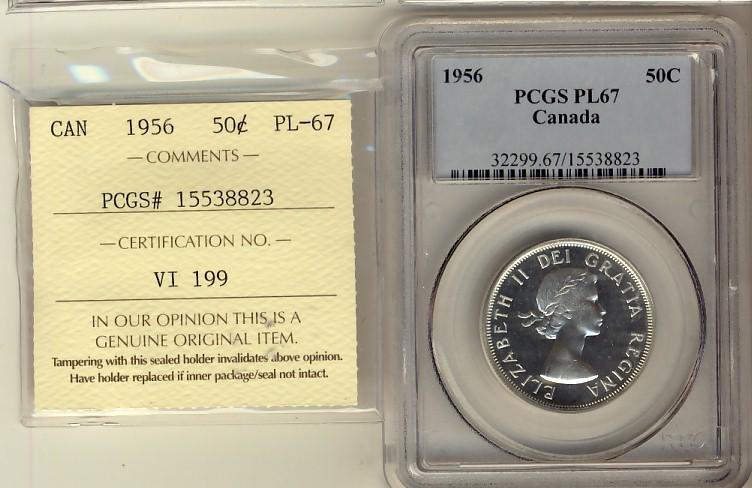 CAN 1956 50¢ PL-67
— COMMENTS —
PCGS# 15538823
— CERTIFICATION NO. —
VI 199
IN OUR OPINION THIS IS A
GENUINE ORIGINAL ITEM.
Tampering with this sealed holder invalidates above opinion.
Have holder replaced if inner package/seal not intact.
1956 50C
PCGS PL67
Canada
32299.67/15538823
ELIZABETH II DEI GRATIA REGINA
PCGS